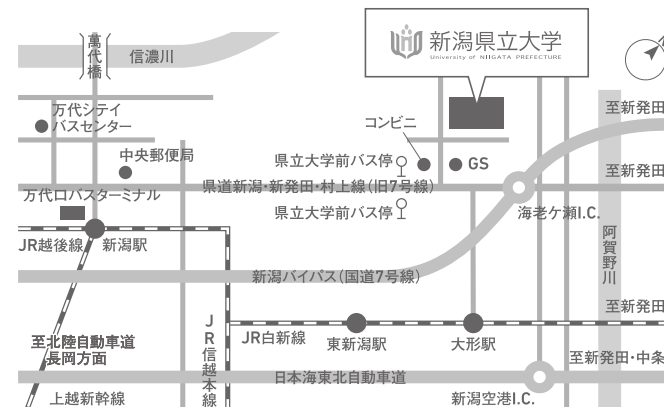 新潟県立大学
University of NIIGATA PREFECTURE
萬代橋
信濃川
万代シテイ
バスセンター
コンビニ
至新発田
中央郵便局
県立大学前バス停
GS
至新発田
県道新潟・新発田・村上線(旧7号線)
万代口バスターミナル
県立大学前バス停
海老ケ瀬I.C.
JR越後線
新潟駅
阿賀野川
新潟バイパス(国道7号線)
至新発田
JR信越本線
JR白新線
東新潟駅
大形駅
至北陸自動車道
長岡方面
至新発田・中条
日本海東北自動車道
上越新幹線
新潟空港I.C.